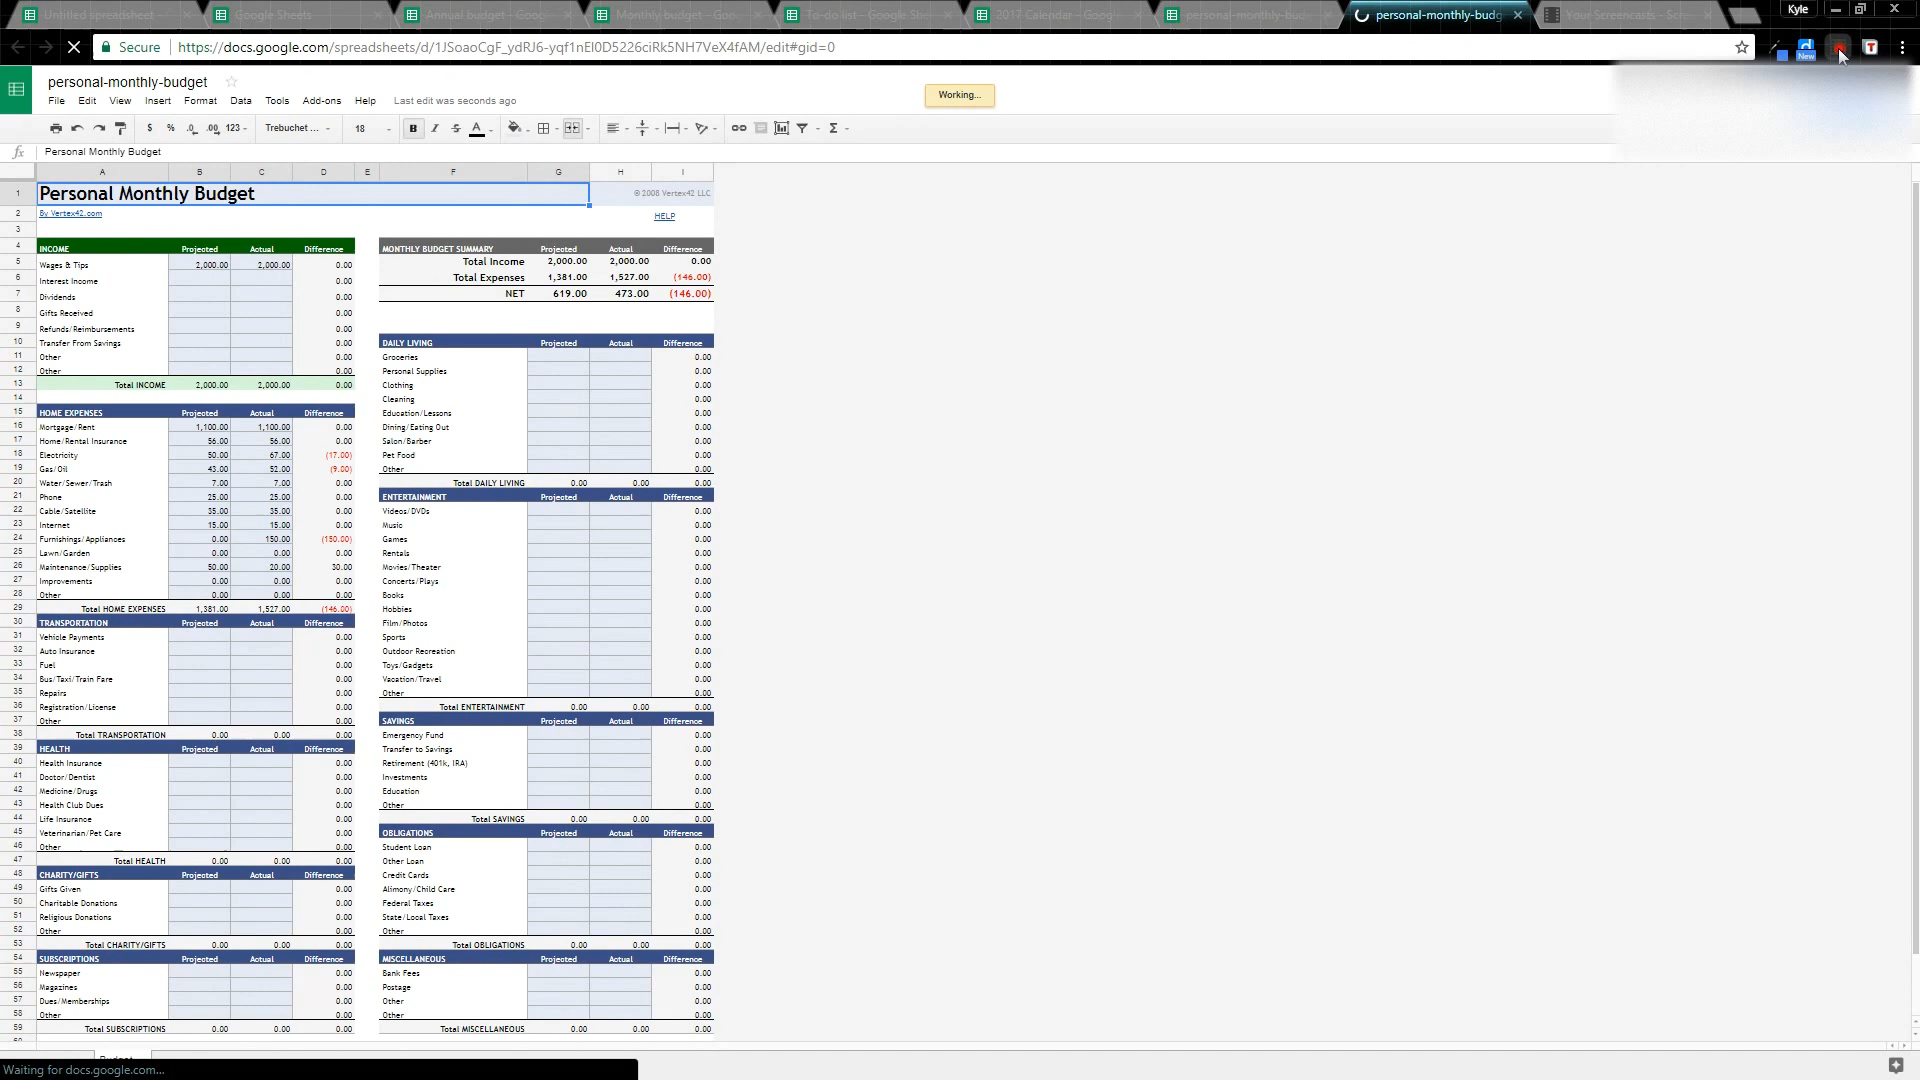 Untitled spreadsheet - Google Sheets Annual budget - Goog Monthly budget - Goo To-do list - Google S 2017 Calendar - Goog personal-monthly-bud personal-monthly-budg Your Screencasts - Scre Kyle
Secure https://docs.google.com/spreadsheets/d/1JSoaoCgF_ydRJ6-yqf1nEl0D5226ciRk5NH7VeX4fAM/edit#gid=0 New T
personal-monthly-budget
Working...
File Edit View Insert Format Data Tools Add-ons Help Last edit was seconds ago
$ % .0_ .00_ 123 Trebuchet ... 18 B I S A Σ
fx Personal Monthly Budget
A B C D E F G H I
1 Personal Monthly Budget © 2008 Vertex42 LLC
2 By Vertex42.com HELP
3
4 INCOME Projected Actual Difference MONTHLY BUDGET SUMMARY Projected Actual Difference
5 Wages & Tips 2,000.00 2,000.00 0.00 Total Income 2,000.00 2,000.00 0.00
6 Interest Income 0.00 Total Expenses 1,381.00 1,527.00 (146.00)
7 Dividends 0.00 NET 619.00 473.00 (146.00)
8 Gifts Received 0.00
9 Refunds/Reimbursements 0.00
10 Transfer From Savings 0.00 DAILY LIVING Projected Actual Difference
11 Other 0.00 Groceries 0.00
12 Other 0.00 Personal Supplies 0.00
13 Total INCOME 2,000.00 2,000.00 0.00 Clothing 0.00
14 Cleaning 0.00
15 HOME EXPENSES Projected Actual Difference Education/Lessons 0.00
16 Mortgage/Rent 1,100.00 1,100.00 0.00 Dining/Eating Out 0.00
17 Home/Rental Insurance 56.00 56.00 0.00 Salon/Barber 0.00
18 Electricity 50.00 67.00 (17.00) Pet Food 0.00
19 Gas/Oil 43.00 52.00 (9.00) Other 0.00
20 Water/Sewer/Trash 7.00 7.00 0.00 Total DAILY LIVING 0.00 0.00 0.00
21 Phone 25.00 25.00 0.00 ENTERTAINMENT Projected Actual Difference
22 Cable/Satellite 35.00 35.00 0.00 Videos/DVDs 0.00
23 Internet 15.00 15.00 0.00 Music 0.00
24 Furnishings/Appliances 0.00 150.00 (150.00) Games 0.00
25 Lawn/Garden 0.00 0.00 0.00 Rentals 0.00
26 Maintenance/Supplies 50.00 20.00 30.00 Movies/Theater 0.00
27 Improvements 0.00 0.00 0.00 Concerts/Plays 0.00
28 Other 0.00 0.00 0.00 Books 0.00
29 Total HOME EXPENSES 1,381.00 1,527.00 (146.00) Hobbies 0.00
30 TRANSPORTATION Projected Actual Difference Film/Photos 0.00
31 Vehicle Payments 0.00 Sports 0.00
32 Auto Insurance 0.00 Outdoor Recreation 0.00
33 Fuel 0.00 Toys/Gadgets 0.00
34 Bus/Taxi/Train Fare 0.00 Vacation/Travel 0.00
35 Repairs 0.00 Other 0.00
36 Registration/License 0.00 Total ENTERTAINMENT 0.00 0.00 0.00
37 Other 0.00 SAVINGS Projected Actual Difference
38 Total TRANSPORTATION 0.00 0.00 0.00 Emergency Fund 0.00
39 HEALTH Projected Actual Difference Transfer to Savings 0.00
40 Health Insurance 0.00 Retirement (401k, IRA) 0.00
41 Doctor/Dentist 0.00 Investments 0.00
42 Medicine/Drugs 0.00 Education 0.00
43 Health Club Dues 0.00 Other 0.00
44 Life Insurance 0.00 Total SAVINGS 0.00 0.00 0.00
45 Veterinarian/Pet Care 0.00 OBLIGATIONS Projected Actual Difference
46 Other 0.00 Student Loan 0.00
47 Total HEALTH 0.00 0.00 0.00 Other Loan 0.00
48 CHARITY/GIFTS Projected Actual Difference Credit Cards 0.00
49 Gifts Given 0.00 Alimony/Child Care 0.00
50 Charitable Donations 0.00 Federal Taxes 0.00
51 Religious Donations 0.00 State/Local Taxes 0.00
52 Other 0.00 Other 0.00
53 Total CHARITY/GIFTS 0.00 0.00 0.00 Total OBLIGATIONS 0.00 0.00 0.00
54 SUBSCRIPTIONS Projected Actual Difference MISCELLANEOUS Projected Actual Difference
55 Newspaper 0.00 Bank Fees 0.00
56 Magazines 0.00 Postage 0.00
57 Dues/Memberships 0.00 Other 0.00
58 Other 0.00 Other 0.00
59 Total SUBSCRIPTIONS 0.00 0.00 0.00 Total MISCELLANEOUS 0.00 0.00 0.00
60
Budget
Waiting for docs.google.com...